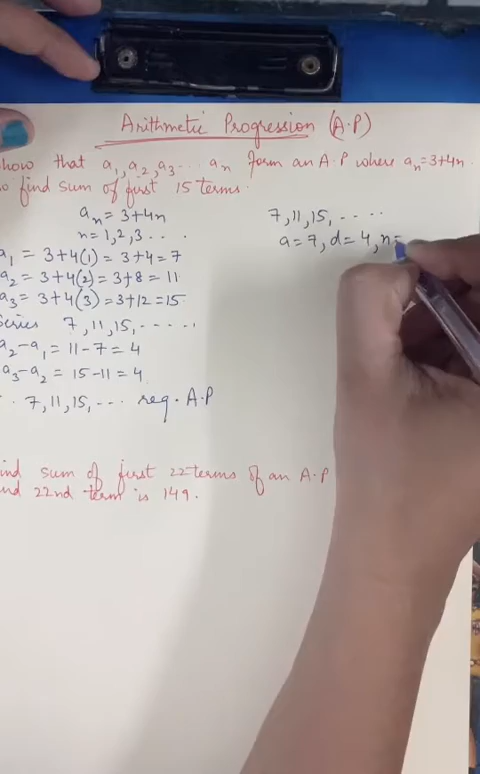 Arithmetic Progression (A.P)
show that a₁, a₂, a₃ ... aₙ form an A.P where aₙ = 3+4n.
so find sum of first 15 terms.
aₙ = 3+4n
n = 1, 2, 3 ...
a₁ = 3+4(1) = 3+4 = 7
a₂ = 3+4(2) = 3+8 = 11
a₃ = 3+4(3) = 3+12 = 15
series 7, 11, 15, .....
a₂-a₁ = 11-7 = 4
a₃-a₂ = 15-11 = 4
7, 11, 15, ... req. A.P
7, 11, 15, .....
a = 7, d = 4, n =
ind sum of first 22 terms of an A.P
nd 22nd term is 149.